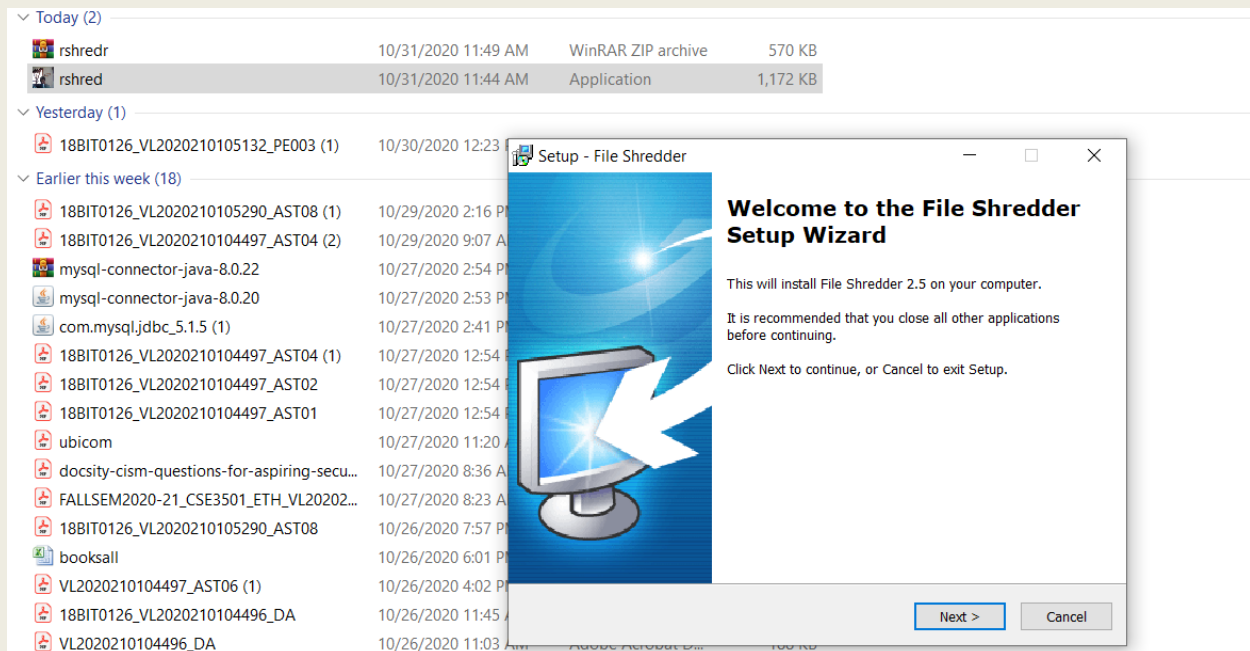 Today (2)
rshredr 10/31/2020 11:49 AM WinRAR ZIP archive 570 KB
rshred 10/31/2020 11:44 AM Application 1,172 KB
Yesterday (1)
18BIT0126_VL2020210105132_PE003 (1) 10/30/2020 12:23
Earlier this week (18)
18BIT0126_VL2020210105290_AST08 (1) 10/29/2020 2:16
18BIT0126_VL2020210104497_AST04 (2) 10/29/2020 9:07
mysql-connector-java-8.0.22 10/27/2020 2:54
mysql-connector-java-8.0.20 10/27/2020 2:53
com.mysql.jdbc_5.1.5 (1) 10/27/2020 2:41
18BIT0126_VL2020210104497_AST04 (1) 10/27/2020 12:54
18BIT0126_VL2020210104497_AST02 10/27/2020 12:54
18BIT0126_VL2020210104497_AST01 10/27/2020 12:54
ubicom 10/27/2020 11:20
docsity-cism-questions-for-aspiring-secu... 10/27/2020 8:36
FALLSEM2020-21_CSE3501_ETH_VL20202... 10/27/2020 8:23
18BIT0126_VL2020210105290_AST08 10/26/2020 7:57
booksall 10/26/2020 6:01
VL2020210104497_AST06 (1) 10/26/2020 4:02
18BIT0126_VL2020210104496_DA 10/26/2020 11:45
VL2020210104496_DA 10/26/2020 11:03 AM
Setup - File Shredder
Welcome to the File Shredder
Setup Wizard
This will install File Shredder 2.5 on your computer.
It is recommended that you close all other applications
before continuing.
Click Next to continue, or Cancel to exit Setup.
Next >
Cancel